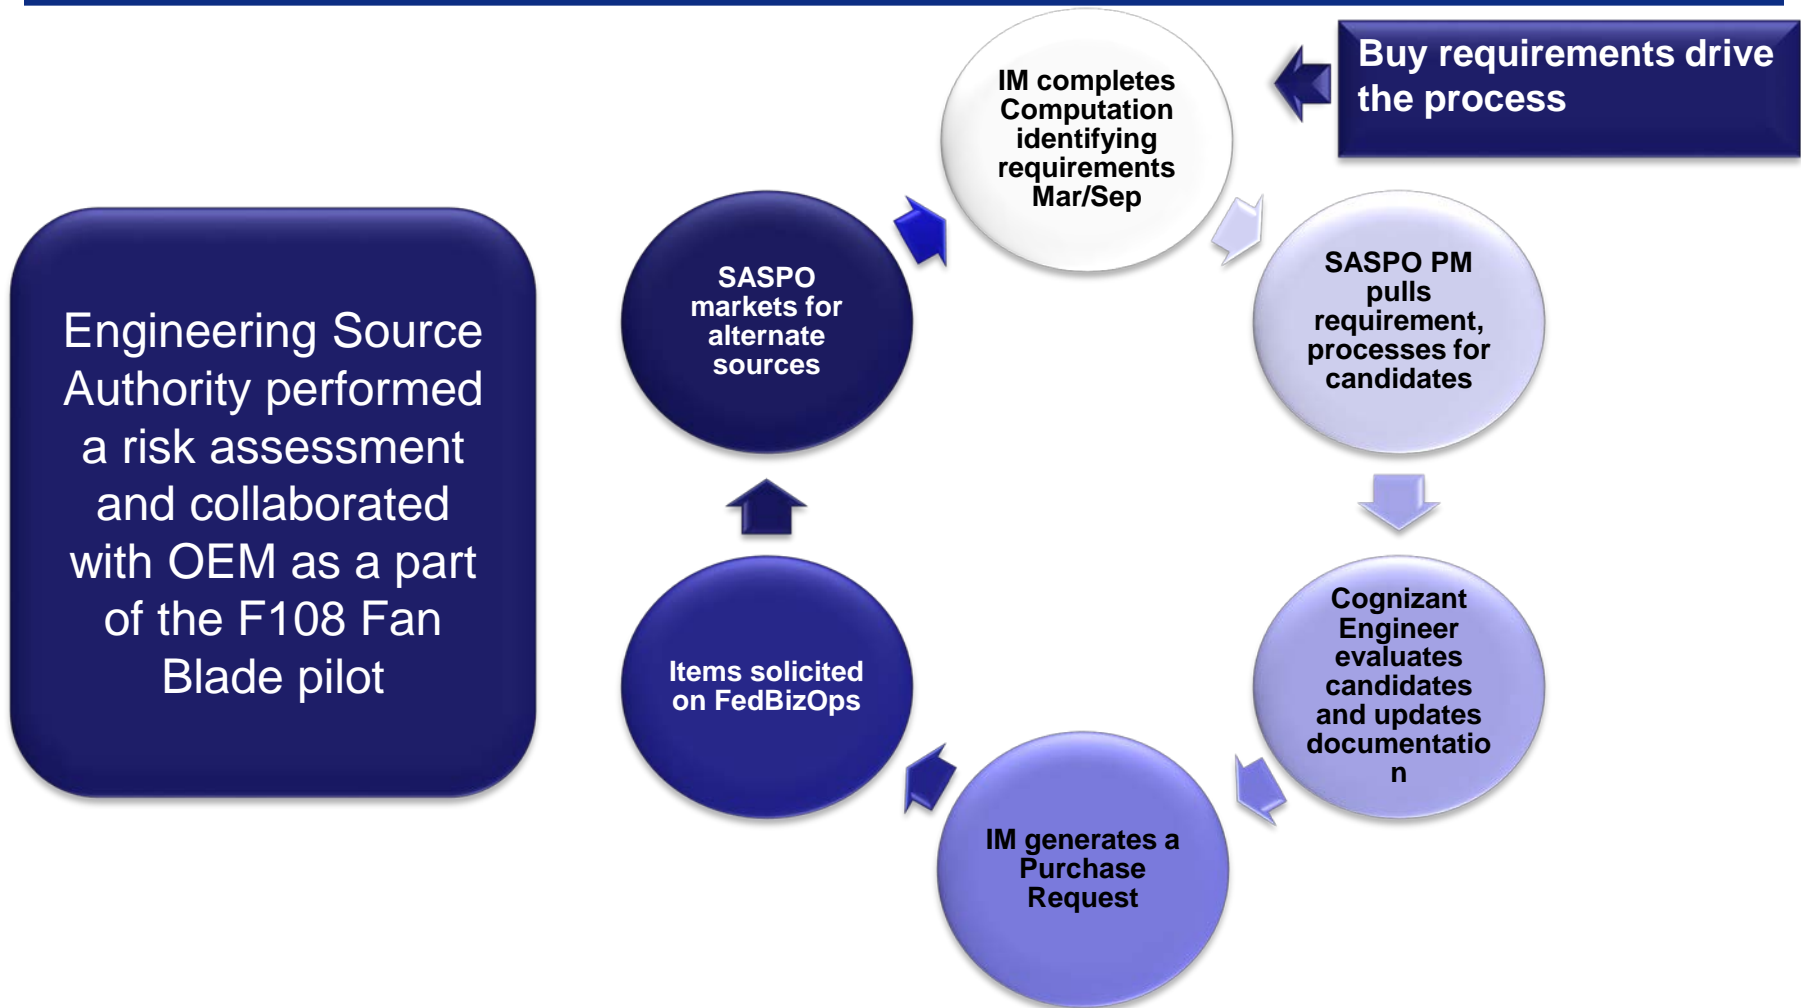 Buy requirements drive
the process
IM completes
Computation
identifying
requirements
Mar/Sep
SASPO PM
pulls
requirement,
processes for
candidates
Cognizant
Engineer
evaluates
candidates
and updates
documentatio
n
IM generates a
Purchase
Request
Items solicited
on FedBizOps
SASPO
markets for
alternate
sources
Engineering Source
Authority performed
a risk assessment
and collaborated
with OEM as a part
of the F108 Fan
Blade pilot